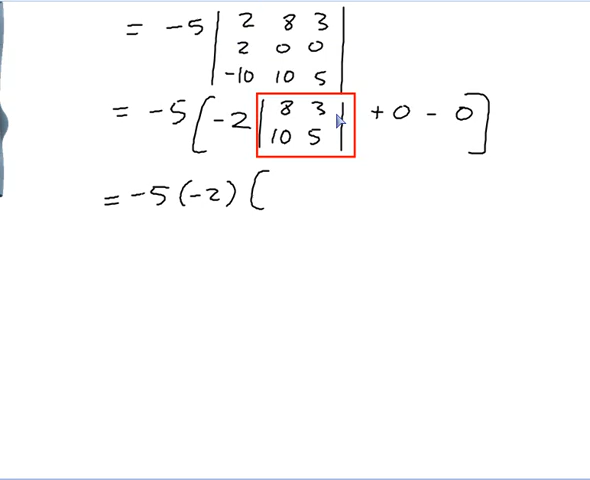 = -5 | 2 8 3 |
| 2 0 0 |
| -10 10 5 |
= -5 [ -2 | 8 3 | + 0 - 0 ]
| 10 5 |
= -5 (-2) (